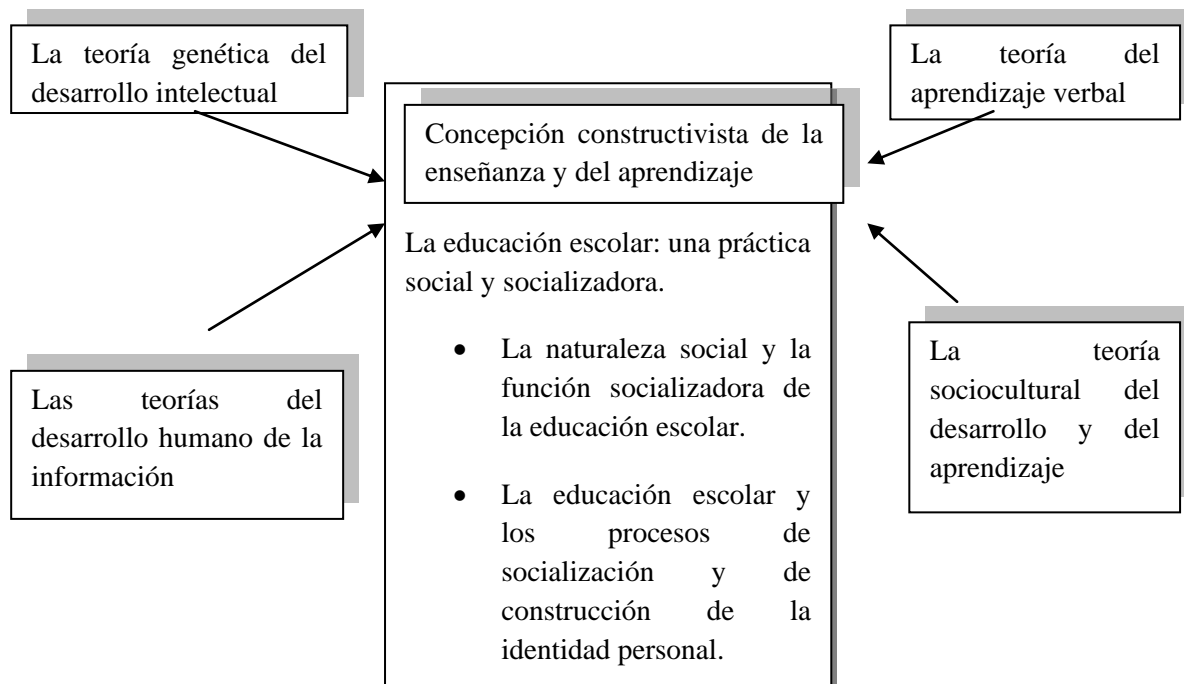 La teoría genética del
desarrollo intelectual
La teoría del
aprendizaje verbal
Concepción constructivista de la
enseñanza y del aprendizaje
La educación escolar: una práctica
social y socializadora.
• La naturaleza social y la
función socializadora de
la educación escolar.
• La educación escolar y
los procesos de
socialización y de
construcción de la
identidad personal.
Las teorías del
desarrollo humano de la
información
La teoría
sociocultural del
desarrollo y del
aprendizaje